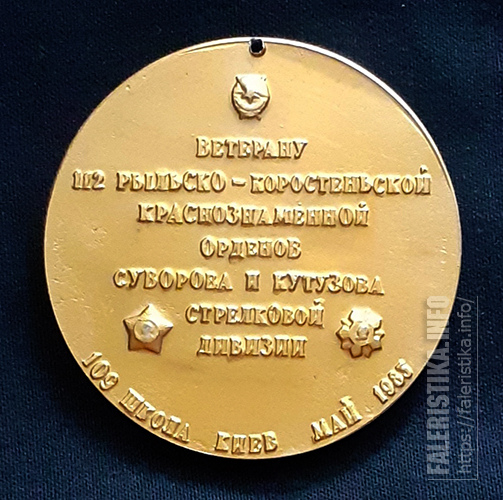 ВЕТЕРАНУ
112 РЫЛЬСКО-КОРОСТЕНЬСКОЙ
КРАСНОЗНАМЕННОЙ
ОРДЕНОВ
СУВОРОВА И КУТУЗОВА
СТРЕЛКОВОЙ
ДИВИЗИИ
109 ШКОЛА КИЕВ МАЙ 1985
FALERISTIKA.INFO
https://faleristika.info/